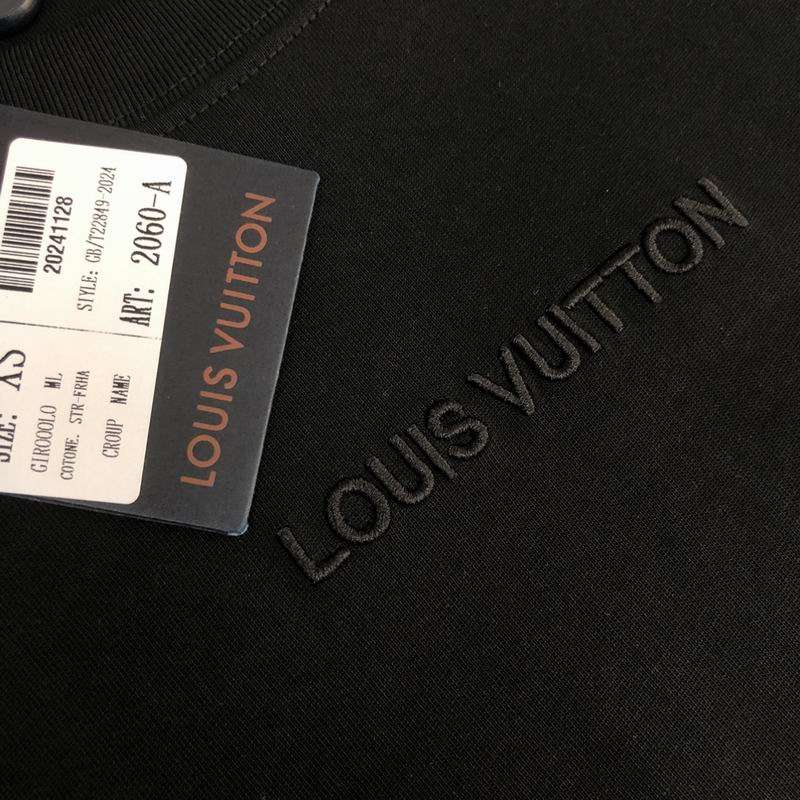 20241128
STYLE: GB/T22849-2024
ART: 2060-A
SIZE: XS
GIROOOLO ML
COTONE. STR-FRHA
CROUP NAME
LOUIS VUITTON
LOUIS VUITTON